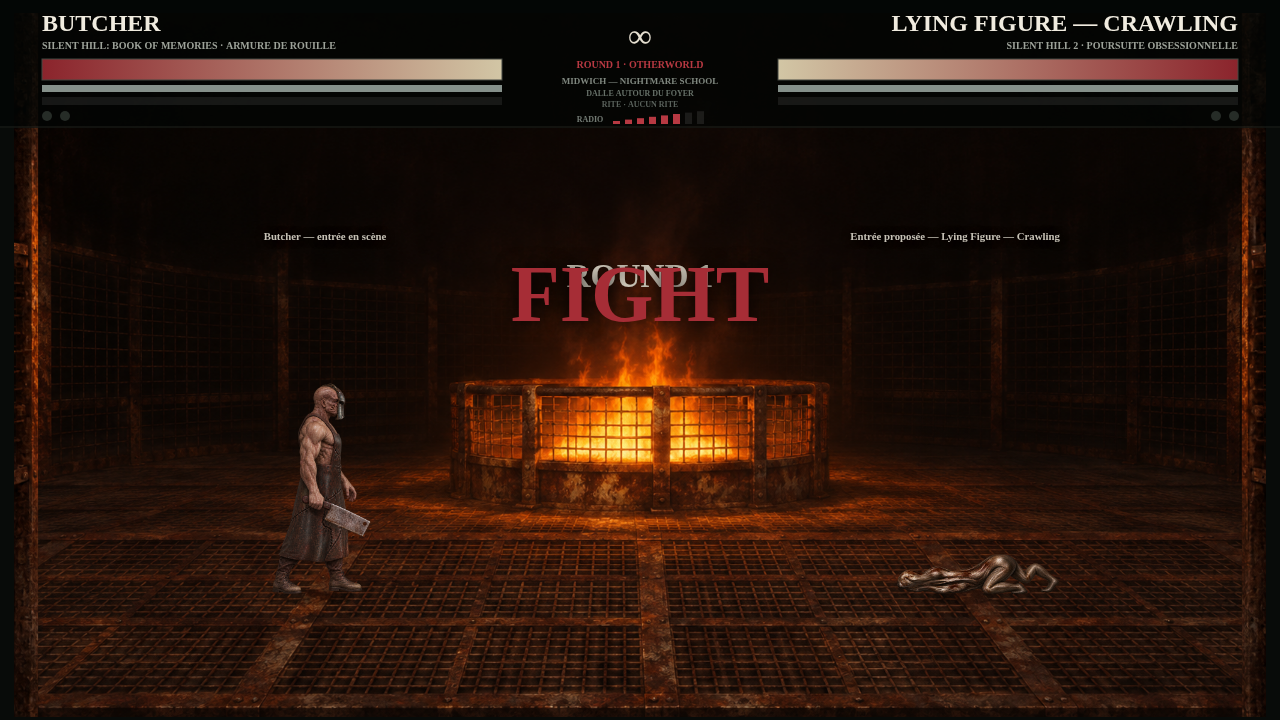 BUTCHER
SILENT HILL: BOOK OF MEMORIES · ARMURE DE ROUILLE
∞
ROUND 1 · OTHERWORLD
MIDWICH — NIGHTMARE SCHOOL
DALLE AUTOUR DU FOYER
RITE · AUCUN RITE
RADIO
LYING FIGURE — CRAWLING
SILENT HILL 2 · POURSUITE OBSESSIONNELLE
Butcher — entrée en scène
Entrée proposée — Lying Figure — Crawling
ROUND 1
FIGHT